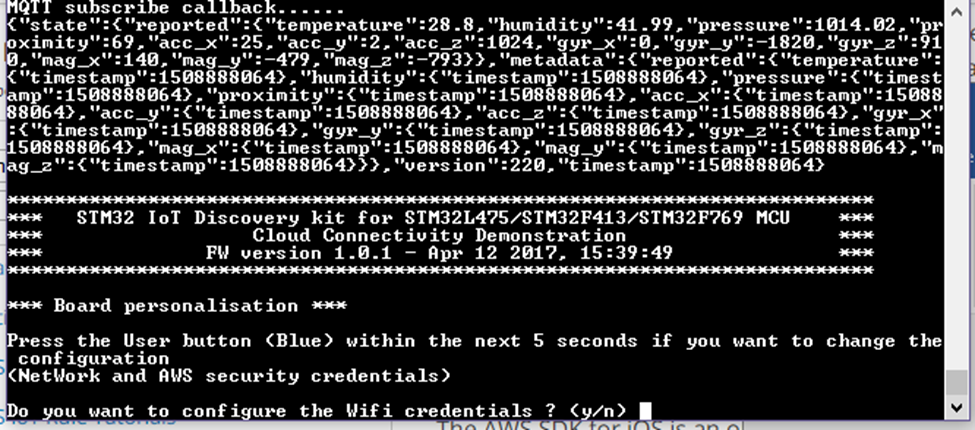 MQTT subscribe callback......
{"state":{"reported":{"temperature":28.8,"humidity":41.99,"pressure":1014.02,"pr
oximity":69,"acc_x":25,"acc_y":2,"acc_z":1024,"gyr_x":0,"gyr_y":-1820,"gyr_z":91
0,"mag_x":140,"mag_y":-479,"mag_z":-793}},"metadata":{"reported":{"temperature":
{"timestamp":1508888064},"humidity":{"timestamp":1508888064},"pressure":{"timest
amp":1508888064},"proximity":{"timestamp":1508888064},"acc_x":{"timestamp":15088
88064},"acc_y":{"timestamp":1508888064},"acc_z":{"timestamp":1508888064},"gyr_x"
:{"timestamp":1508888064},"gyr_y":{"timestamp":1508888064},"gyr_z":{"timestamp":
1508888064},"mag_x":{"timestamp":1508888064},"mag_y":{"timestamp":1508888064},"m
ag_z":{"timestamp":1508888064}}},"version":220,"timestamp":1508888064}
**************************************************************************
*** STM32 IoT Discovery kit for STM32L475/STM32F413/STM32F769 MCU ***
*** Cloud Connectivity Demonstration ***
*** FW version 1.0.1 - Apr 12 2017, 15:39:49 ***
**************************************************************************
*** Board personalisation ***
Press the User button (Blue) within the next 5 seconds if you want to change the
configuration
(NetWork and AWS security credentials)
Do you want to configure the Wifi credentials ? (y/n)
The AWS SDK for iOS is an